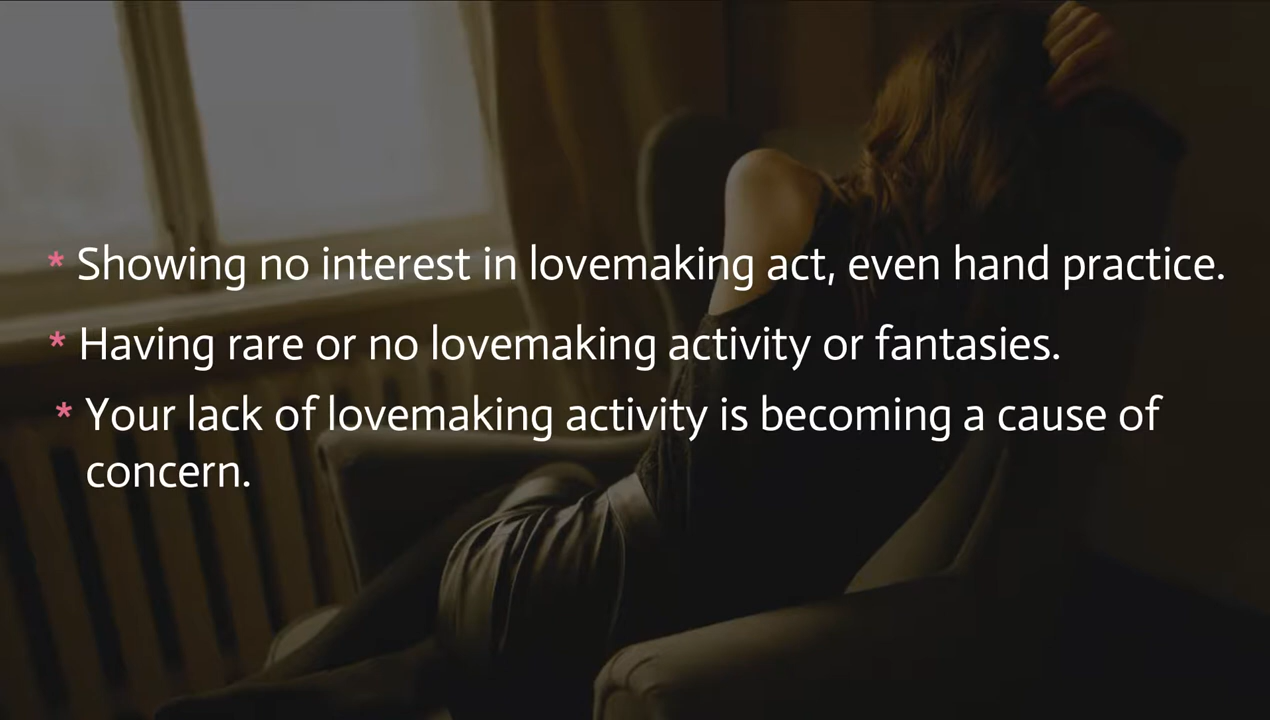 * Showing no interest in lovemaking act, even hand practice.
* Having rare or no lovemaking activity or fantasies.
* Your lack of lovemaking activity is becoming a cause of
concern.